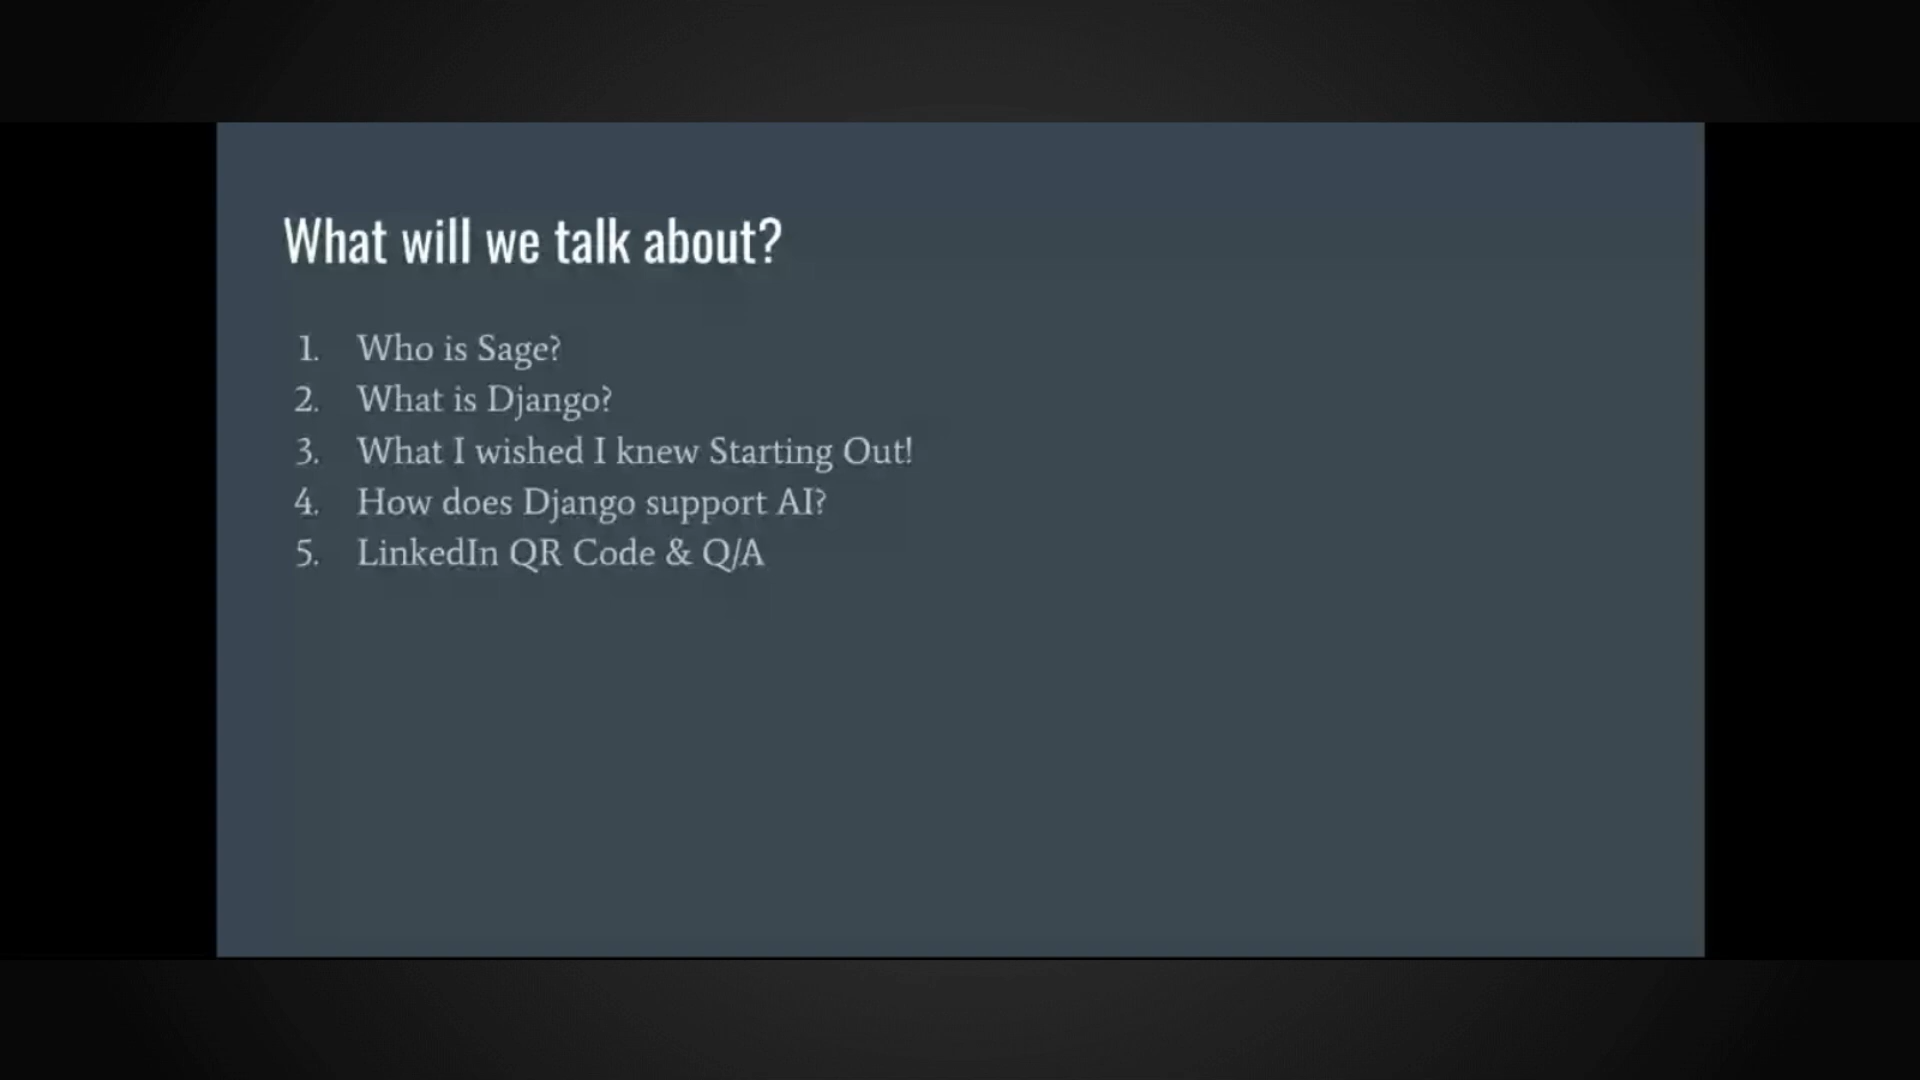 What will we talk about?
1. Who is Sage?
2. What is Django?
3. What I wished I knew Starting Out!
4. How does Django support AI?
5. LinkedIn QR Code & Q/A